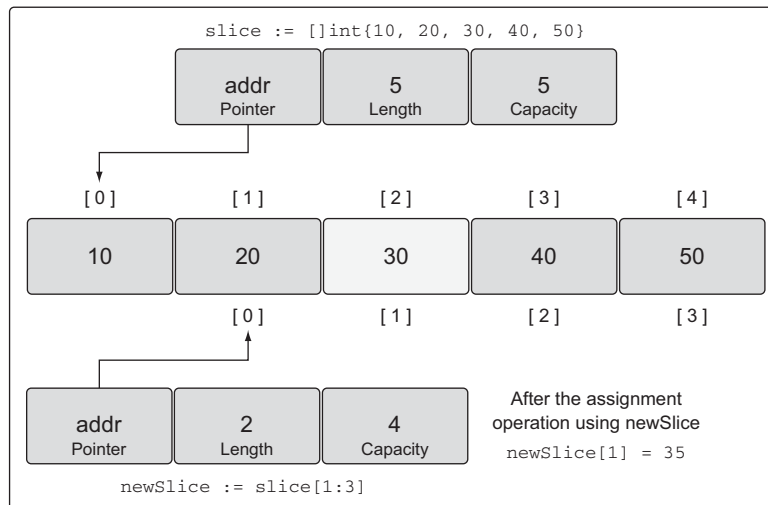 slice := []int{10, 20, 30, 40, 50}
addr 5 5
Pointer Length Capacity
[0] [1] [2] [3] [4]
10 20 30 40 50
[0] [1] [2] [3]
addr 2 4
Pointer Length Capacity
newSlice := slice[1:3]
After the assignment
operation using newSlice
newSlice[1] = 35